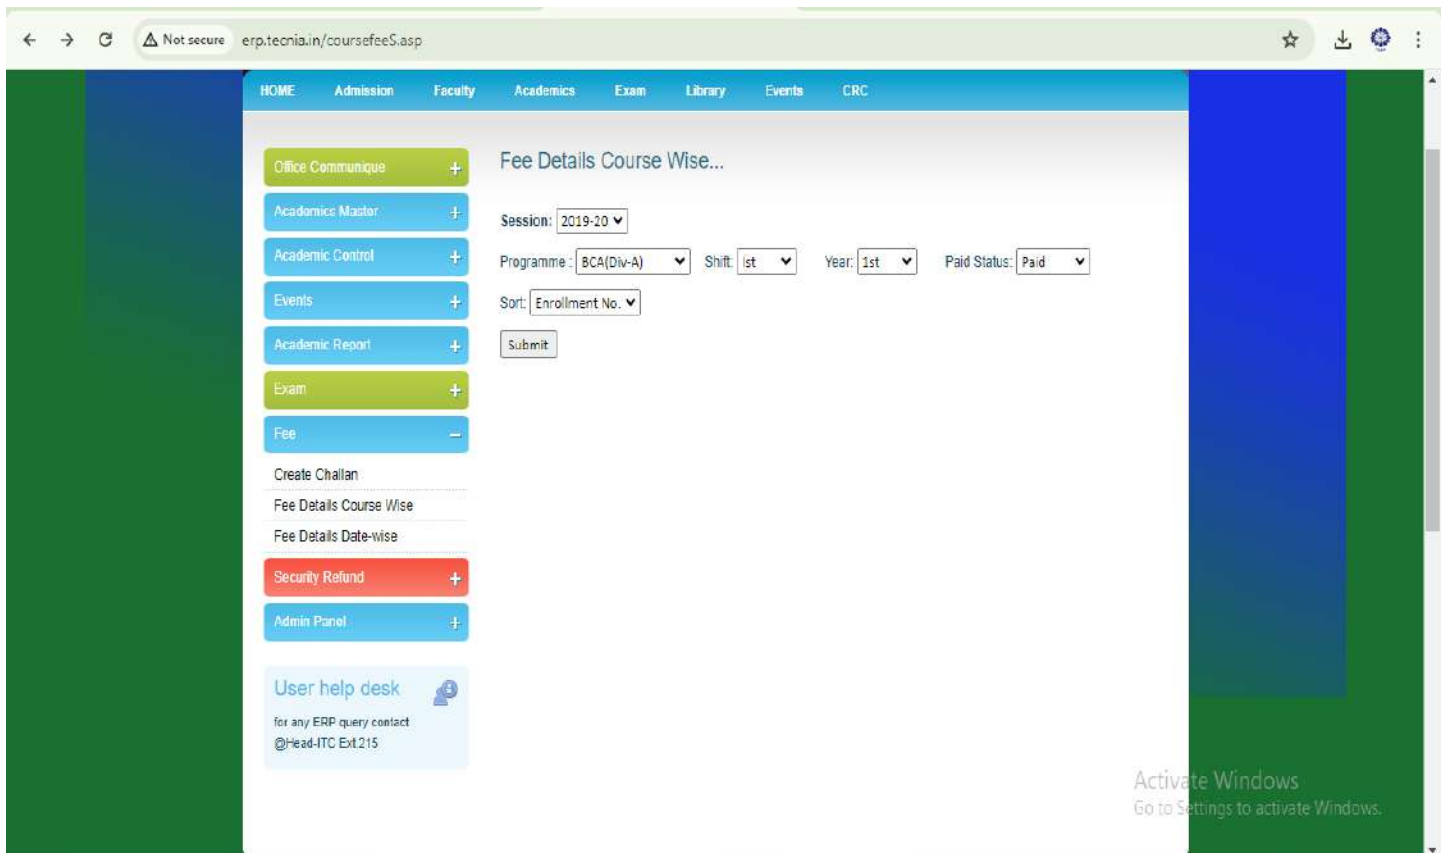 Not secure erp.tecnia.in/coursefeeS.asp
HOME Admission Faculty Academics Exam Library Events CRC
Office Communique +
Academics Master +
Academic Control +
Events +
Academic Report +
Exam +
Fee −
Create Challan
Fee Details Course Wise
Fee Details Date-wise
Security Refund +
Admin Panel +
User help desk
for any ERP query contact
@Head-ITC Ext.215
Fee Details Course Wise...
Session: 2019-20
Programme : BCA(Div-A) Shift: Ist Year: 1st Paid Status: Paid
Sort: Enrollment No.
Submit
Activate Windows
Go to Settings to activate Windows.